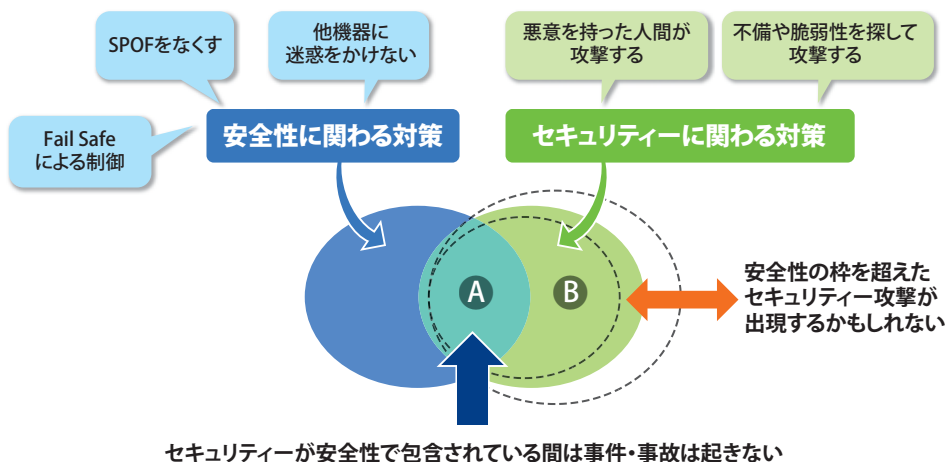 SPOFをなくす
他機器に
迷惑をかけない
悪意を持った人間が
攻撃する
不備や脆弱性を探して
攻撃する
Fail Safe
による制御
安全性に関わる対策
セキュリティーに関わる対策
A
B
安全性の枠を超えた
セキュリティー攻撃が
出現するかもしれない
セキュリティーが安全性で包含されている間は事件・事故は起きない